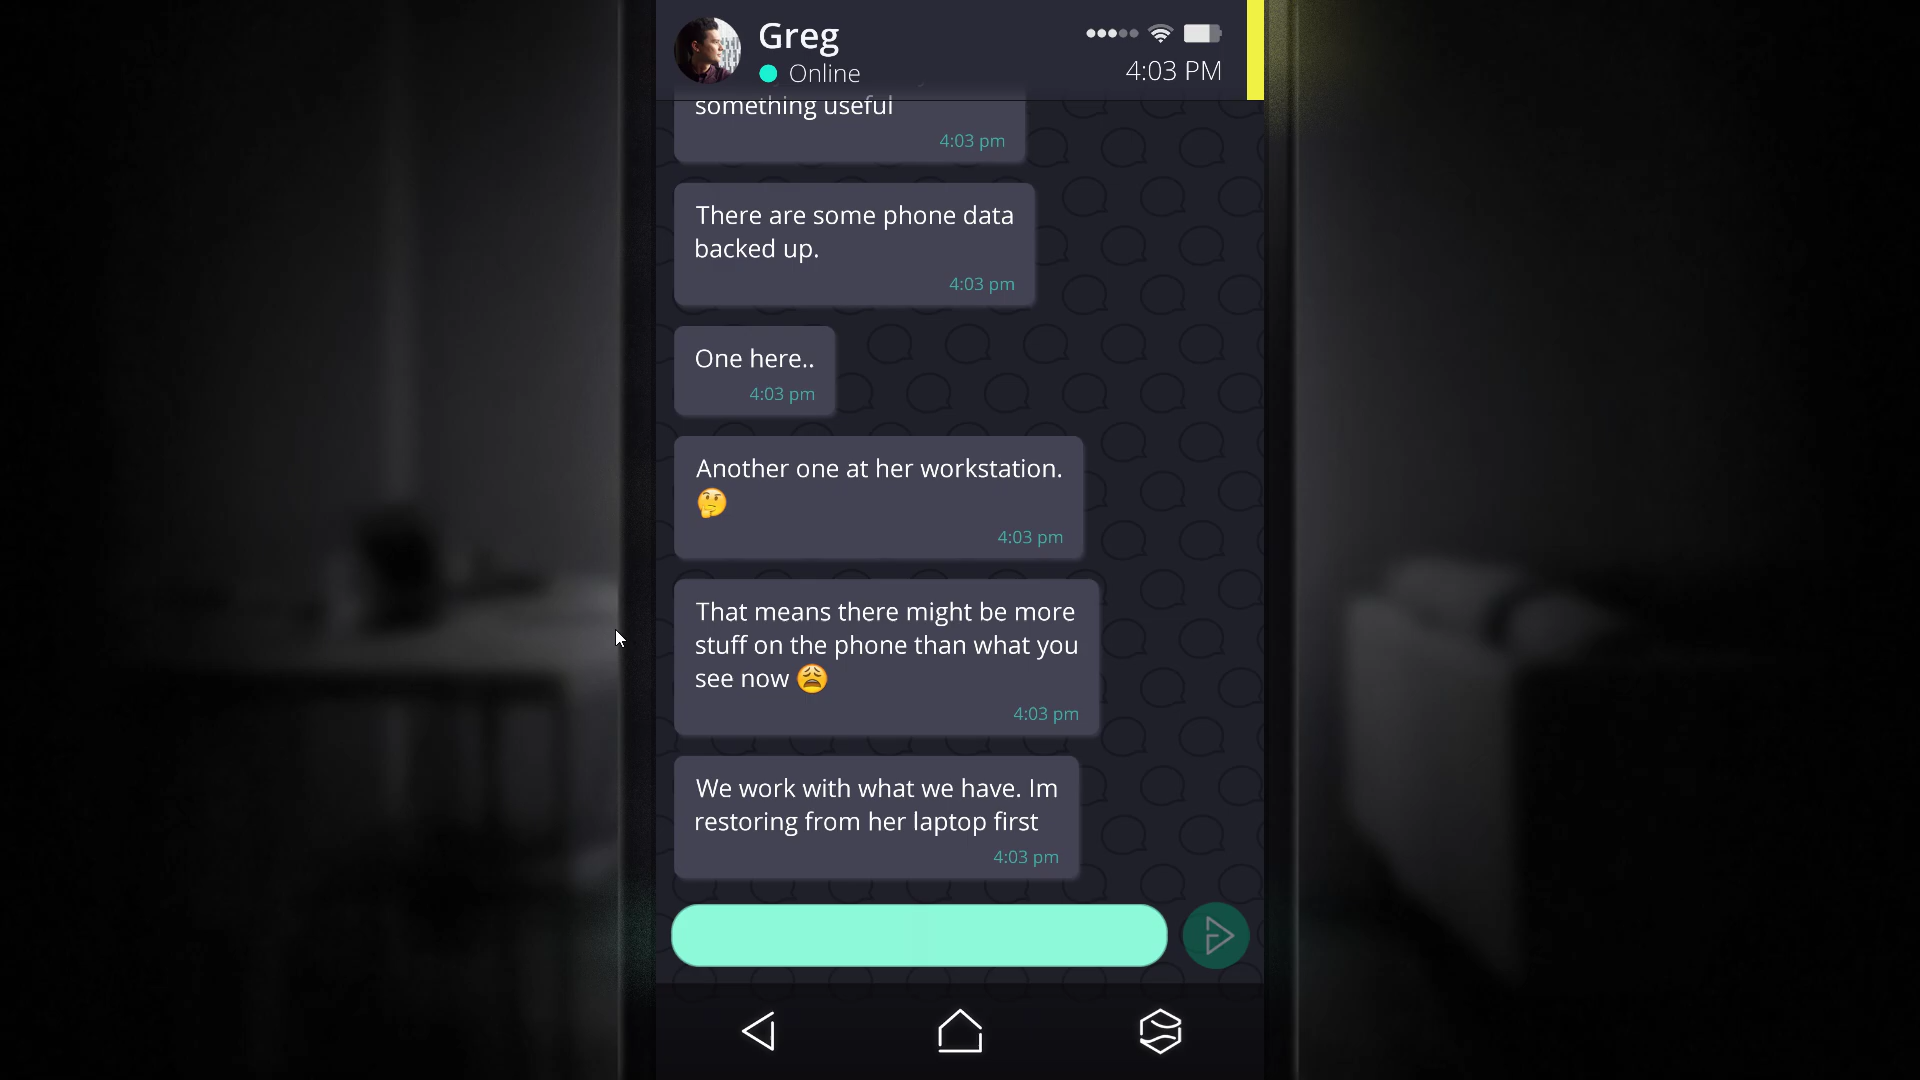 Greg
Online
4:03 PM
something useful
4:03 pm
There are some phone data
backed up.
4:03 pm
One here..
4:03 pm
Another one at her workstation.
🤔
4:03 pm
That means there might be more
stuff on the phone than what you
see now 😩
4:03 pm
We work with what we have. Im
restoring from her laptop first
4:03 pm